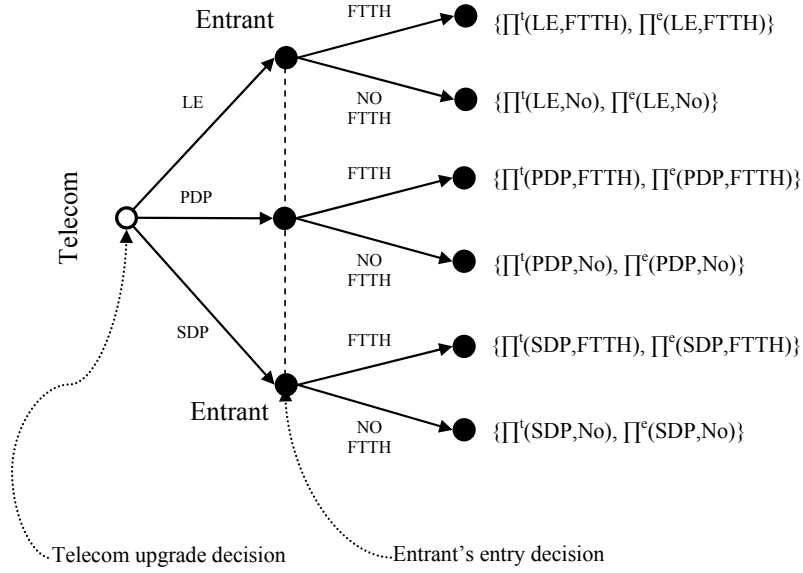 Entrant
FTTH
{∏ᵗ(LE,FTTH), ∏ᵉ(LE,FTTH)}
LE
NO
FTTH
{∏ᵗ(LE,No), ∏ᵉ(LE,No)}
Telecom
PDP
FTTH
{∏ᵗ(PDP,FTTH), ∏ᵉ(PDP,FTTH)}
NO
FTTH
{∏ᵗ(PDP,No), ∏ᵉ(PDP,No)}
SDP
FTTH
{∏ᵗ(SDP,FTTH), ∏ᵉ(SDP,FTTH)}
Entrant
NO
FTTH
{∏ᵗ(SDP,No), ∏ᵉ(SDP,No)}
Telecom upgrade decision
Entrant's entry decision